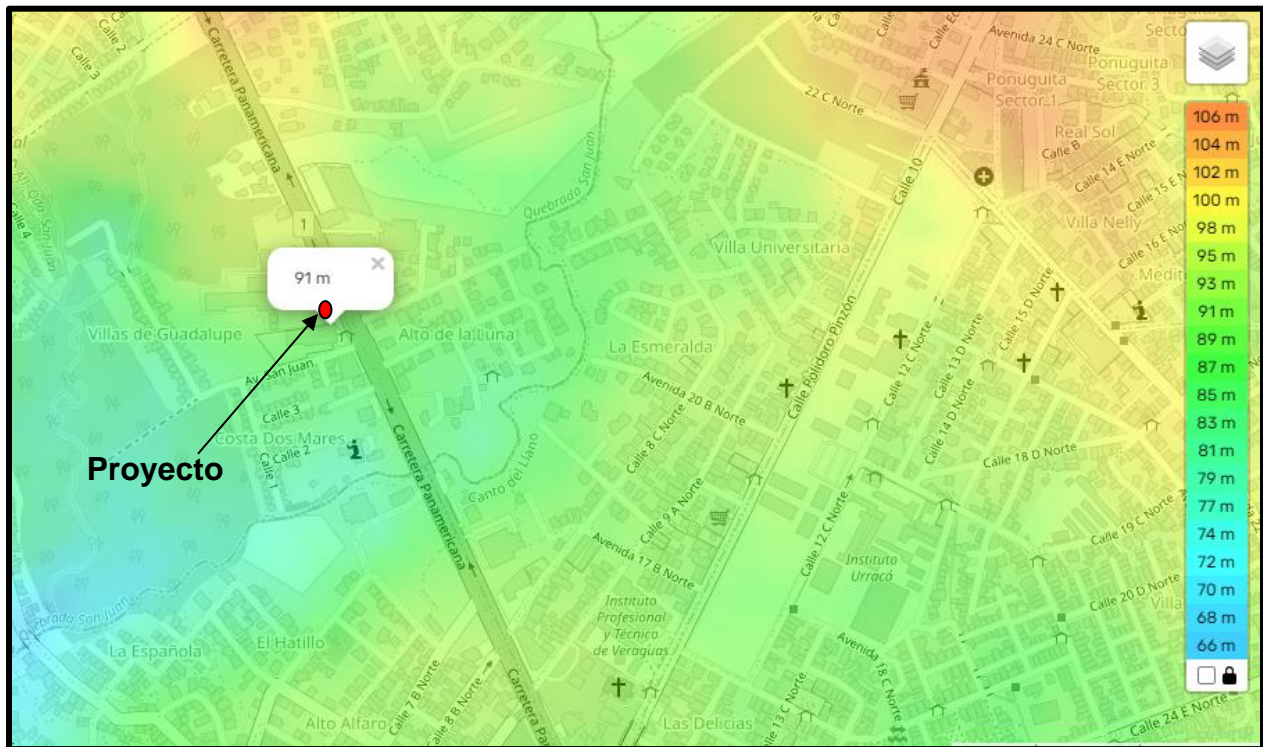 Calle 2
Calle 3
Carretera Panamericana
Calle 4
1
91 m
×
Villas de Guadalupe
Alto de la Luna
Av. San Juan
Calle 3
Costa Dos Mares
Calle 2
Calle 1
Proyecto
Carretera Panamericana
Canto del Llano
Quebrada San Juan
Quebrada San Juan
La Española
El Hatillo
Alto Alfaro
Calle 7 B Norte
Calle 8 B Norte
Villa Universitaria
La Esmeralda
Avenida 20 B Norte
Calle 8 C Norte
Calle 9 A Norte
Avenida 17 B Norte
Instituto
Profesional
y Técnico
de Veraguas
Las Delicias
Calle 13 C Norte
Calle 10
Calle Polidoro Pinzón
Calle 12 C Norte
Calle 12 C Norte
Calle 13 D Norte
Calle 14 D Norte
Calle 15 D Norte
Calle 18 D Norte
Instituto
Urracá
Avenida 18 C Norte
22 C Norte
Avenida 24 C Norte
Ponuguita
Sector 1
Ponuguita
Sector 3
Real Sol
Calle B
Calle 14 E Norte
Calle 15 E
Villa Nelly
Calle 16 E
Calle 19 C Norte
Calle 20 D Norte
Villa
Calle 24 E Norte
106 m
104 m
102 m
100 m
98 m
95 m
93 m
91 m
89 m
87 m
85 m
83 m
81 m
79 m
77 m
74 m
72 m
70 m
68 m
66 m